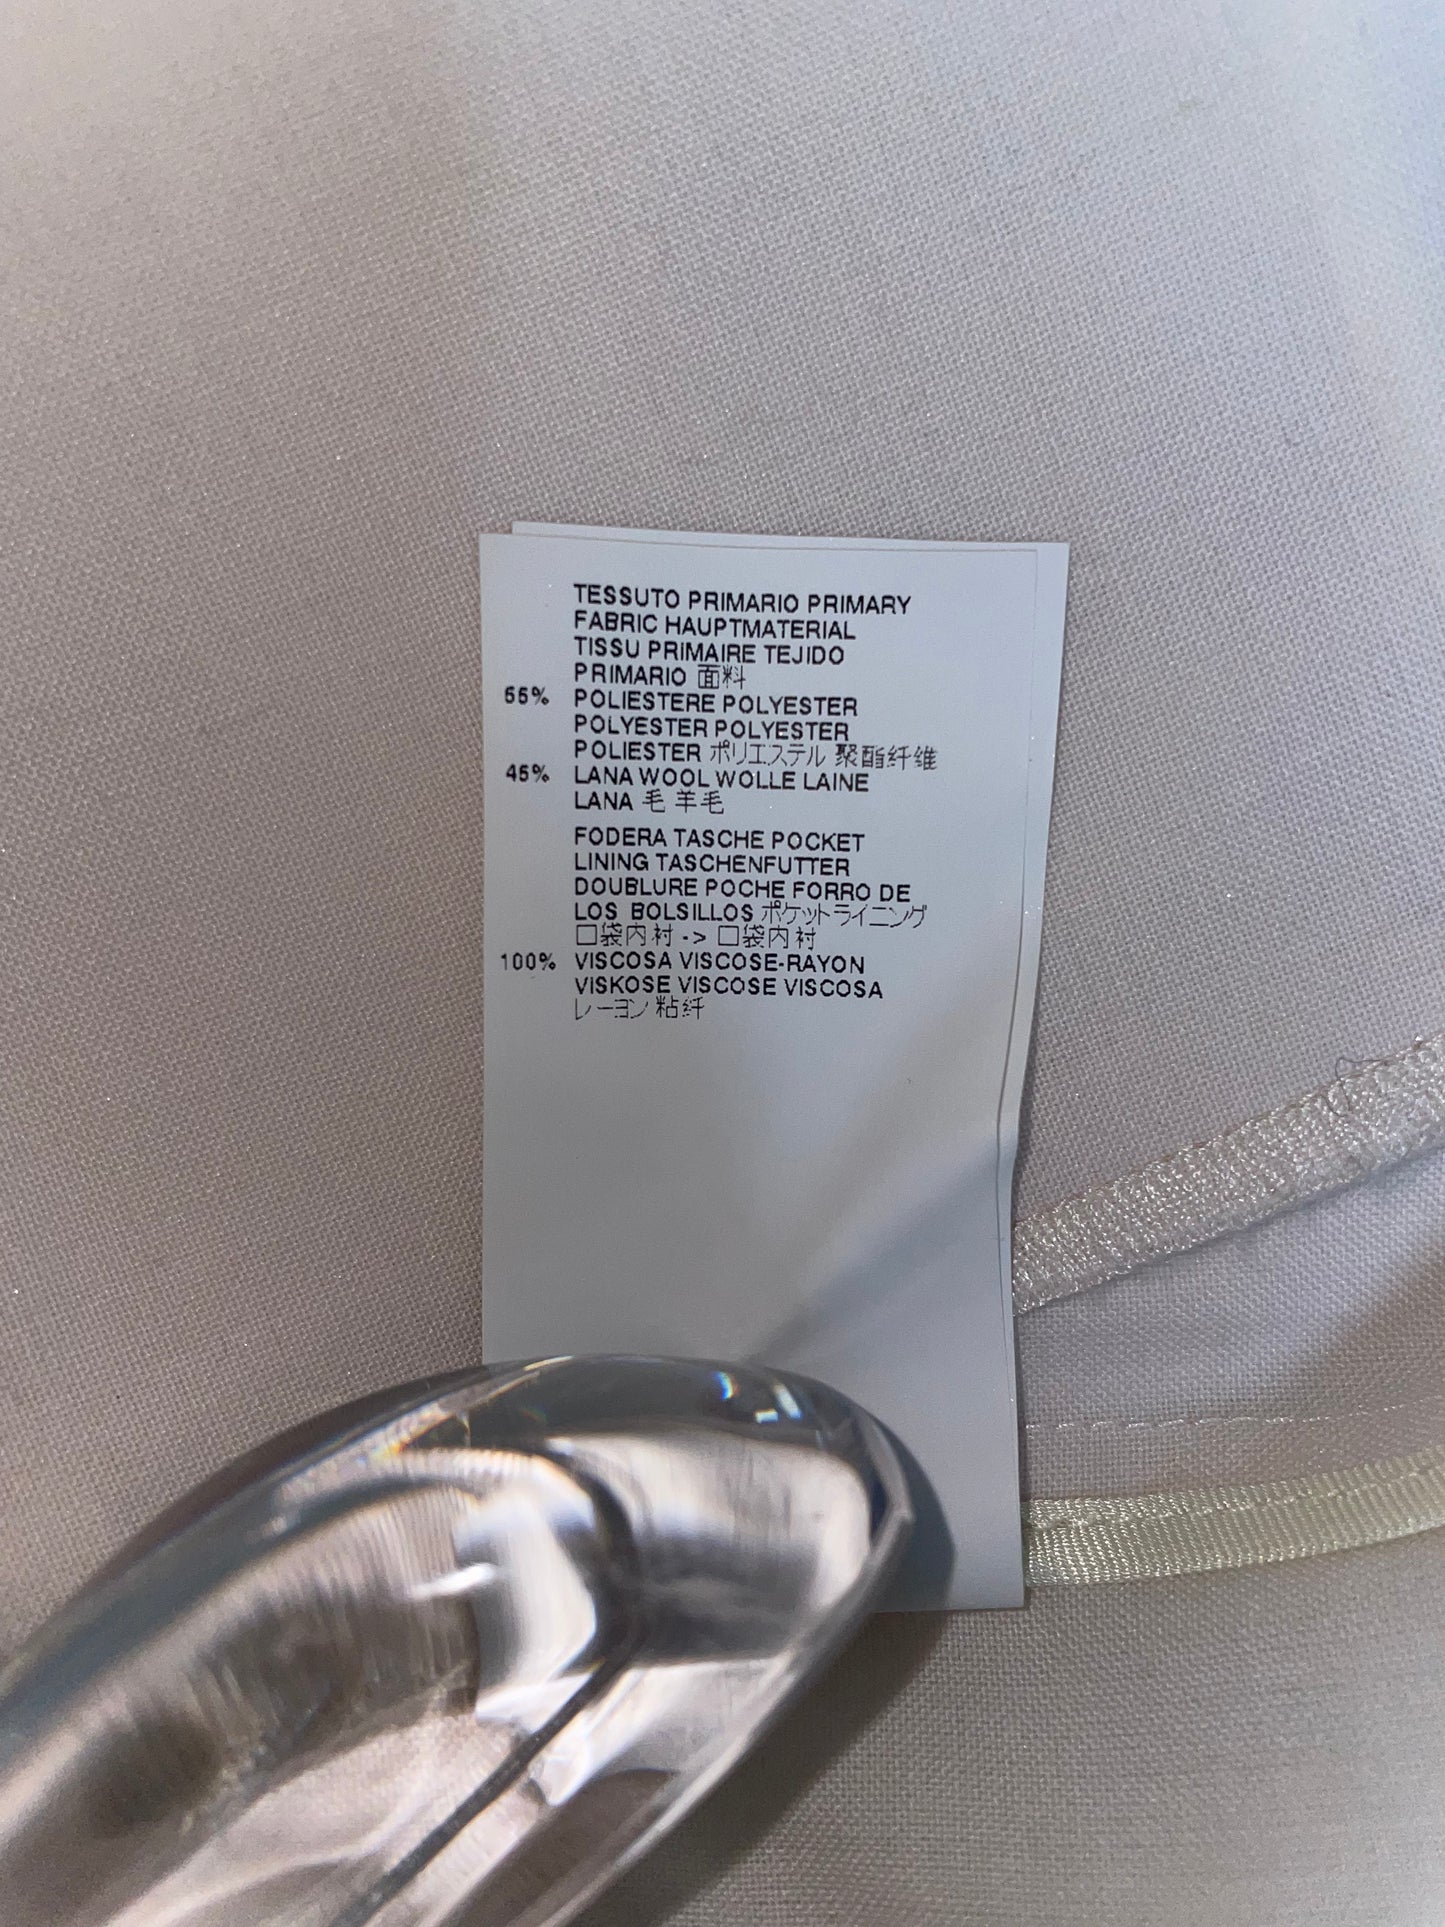 TESSUTO PRIMARIO PRIMARY
FABRIC HAUPTMATERIAL
TISSU PRIMAIRE TEJIDO
PRIMARIO 面料
55% POLIESTERE POLYESTER
POLYESTER POLYESTER
POLIESTER ポリエステル 聚酯纤维
45% LANA WOOL WOLLE LAINE
LANA 毛 羊毛
FODERA TASCHE POCKET
LINING TASCHENFUTTER
DOUBLURE POCHE FORRO DE
LOS BOLSILLOS ポケットライニング
口袋内衬 -> 口袋内衬
100% VISCOSA VISCOSE-RAYON
VISKOSE VISCOSE VISCOSA
レーヨン 粘纤